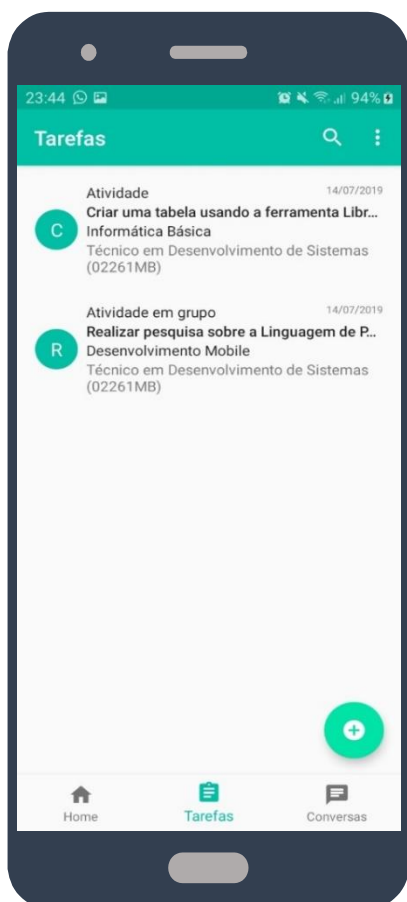 23:44 94%
Tarefas
Atividade 14/07/2019
Criar uma tabela usando a ferramenta Libr...
C
Informática Básica
Técnico em Desenvolvimento de Sistemas
(02261MB)
Atividade em grupo 14/07/2019
Realizar pesquisa sobre a Linguagem de P...
R
Desenvolvimento Mobile
Técnico em Desenvolvimento de Sistemas
(02261MB)
Home Tarefas Conversas